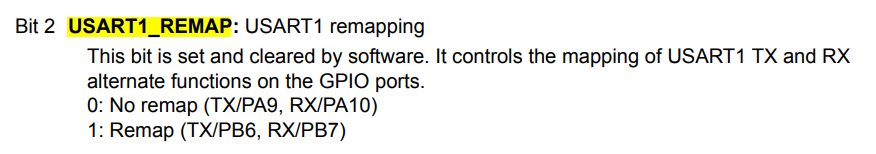 Bit 2 USART1_REMAP: USART1 remapping
This bit is set and cleared by software. It controls the mapping of USART1 TX and RX
alternate functions on the GPIO ports.
0: No remap (TX/PA9, RX/PA10)
1: Remap (TX/PB6, RX/PB7)